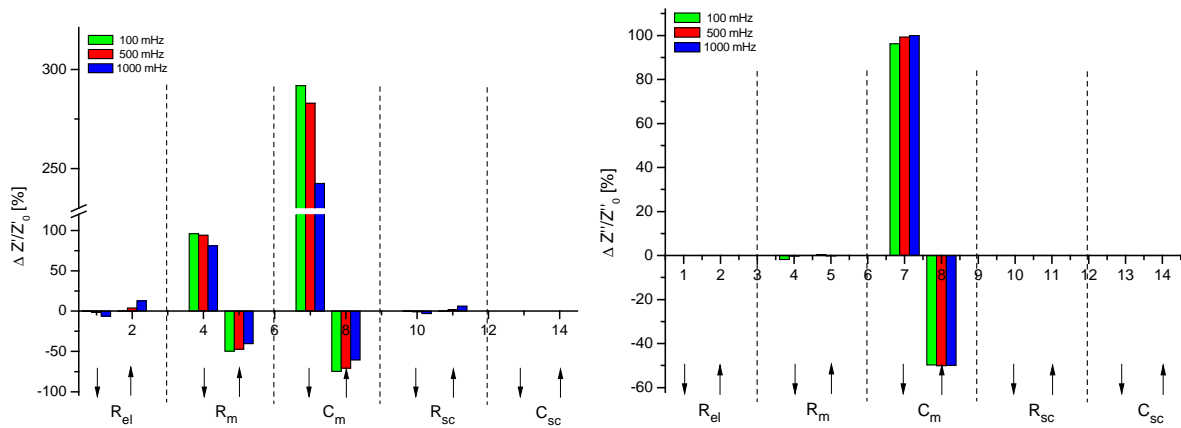 100 mHz
500 mHz
1000 mHz
300
250
100
50
0
-50
-100
Δ Z'/Z'0 [%]
2 4 6 8 10 12 14
Rel Rm Cm Rsc Csc
100 mHz
500 mHz
1000 mHz
100
80
60
40
20
0
-20
-40
-60
Δ Z''/Z''0 [%]
1 2 3 4 5 6 7 8 9 10 11 12 13 14
Rel Rm Cm Rsc Csc